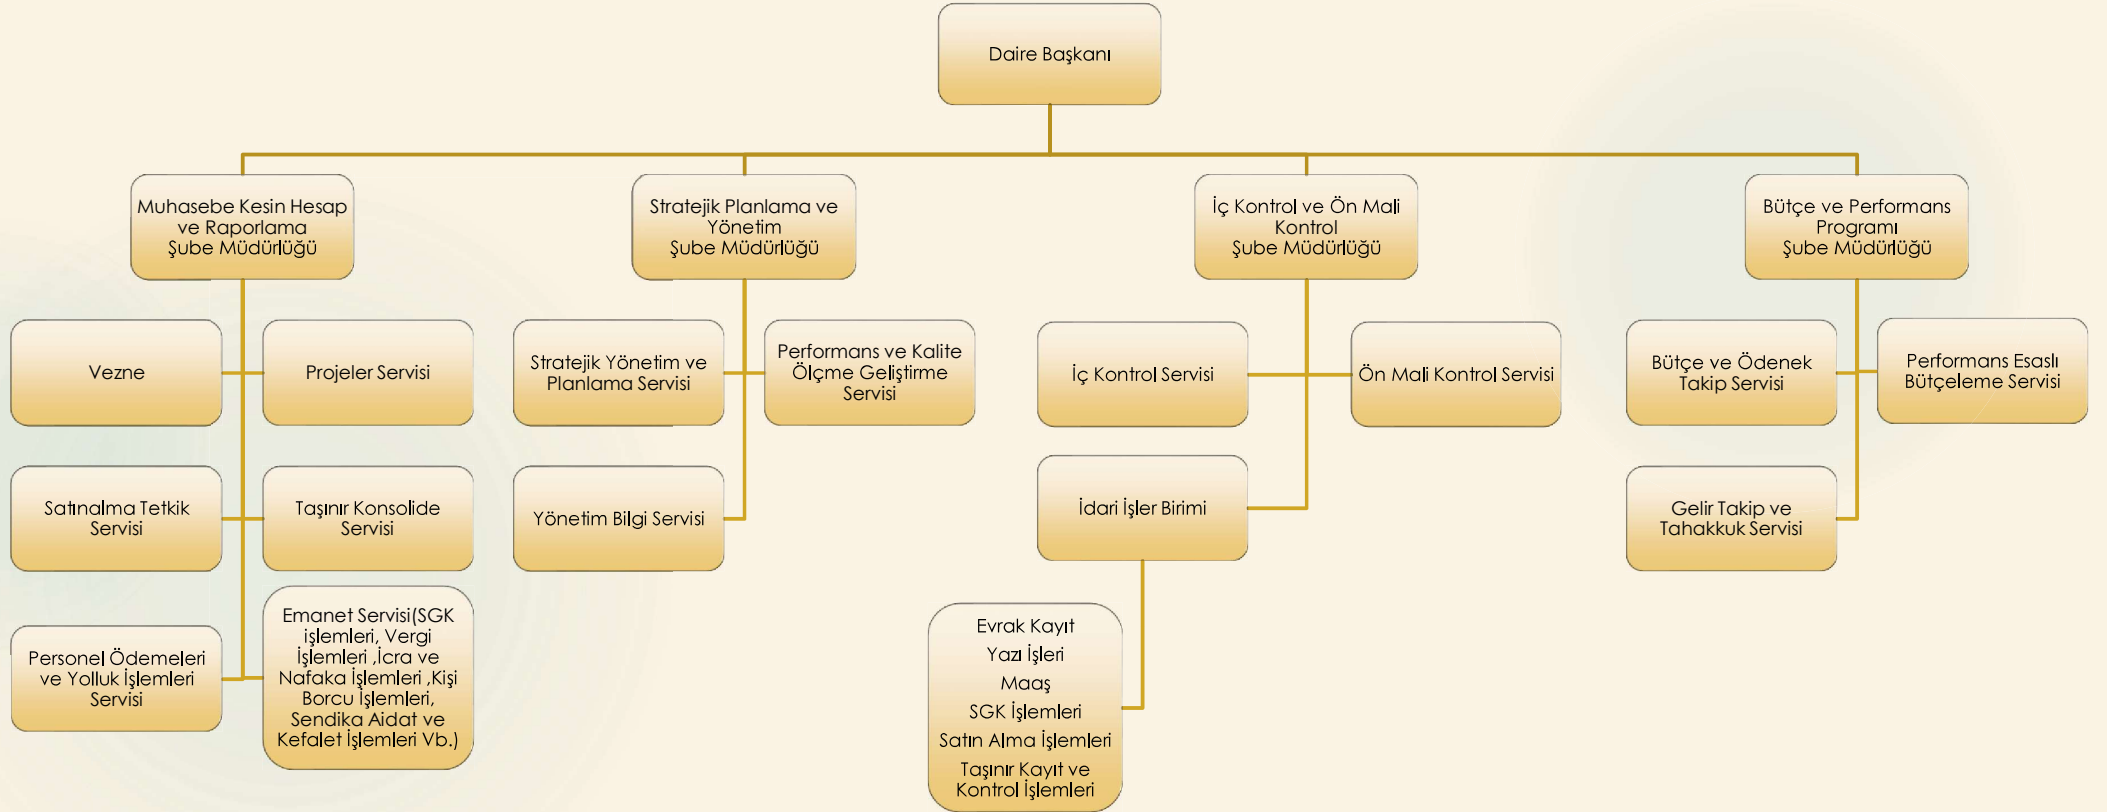 Daire Başkanı
Muhasebe Kesin Hesap
ve Raporlama
Şube Müdürlüğü
Stratejik Planlama ve
Yönetim
Şube Müdürlüğü
İç Kontrol ve Ön Mali
Kontrol
Şube Müdürlüğü
Bütçe ve Performans
Programı
Şube Müdürlüğü
Vezne
Projeler Servisi
Satınalma Tetkik
Servisi
Taşınır Konsolide
Servisi
Personel Ödemeleri
ve Yolluk İşlemleri
Servisi
Emanet Servisi(SGK
işlemleri, Vergi
İşlemleri ,İcra ve
Nafaka İşlemleri ,Kişi
Borcu İşlemleri,
Sendika Aidat ve
Kefalet İşlemleri Vb.)
Stratejik Yönetim ve
Planlama Servisi
Performans ve Kalite
Ölçme Geliştirme
Servisi
Yönetim Bilgi Servisi
İç Kontrol Servisi
Ön Mali Kontrol Servisi
İdari İşler Birimi
Evrak Kayıt
Yazı İşleri
Maaş
SGK İşlemleri
Satın Alma İşlemleri
Taşınır Kayıt ve
Kontrol İşlemleri
Bütçe ve Ödenek
Takip Servisi
Performans Esaslı
Bütçeleme Servisi
Gelir Takip ve
Tahakkuk Servisi